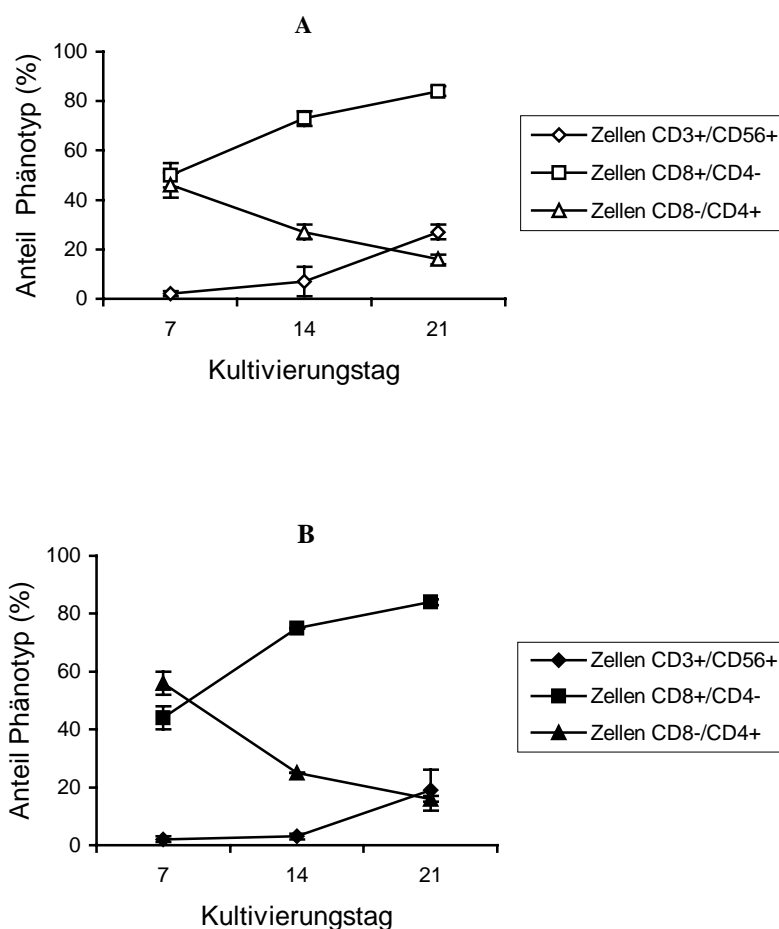 A
100
80
60
40
20
0
Anteil Phänotyp (%)
7 14 21
Kultivierungstag
Zellen CD3+/CD56+
Zellen CD8+/CD4-
Zellen CD8-/CD4+
B
100
80
60
40
20
0
Anteil Phänotyp (%)
7 14 21
Kultivierungstag
Zellen CD3+/CD56+
Zellen CD8+/CD4-
Zellen CD8-/CD4+